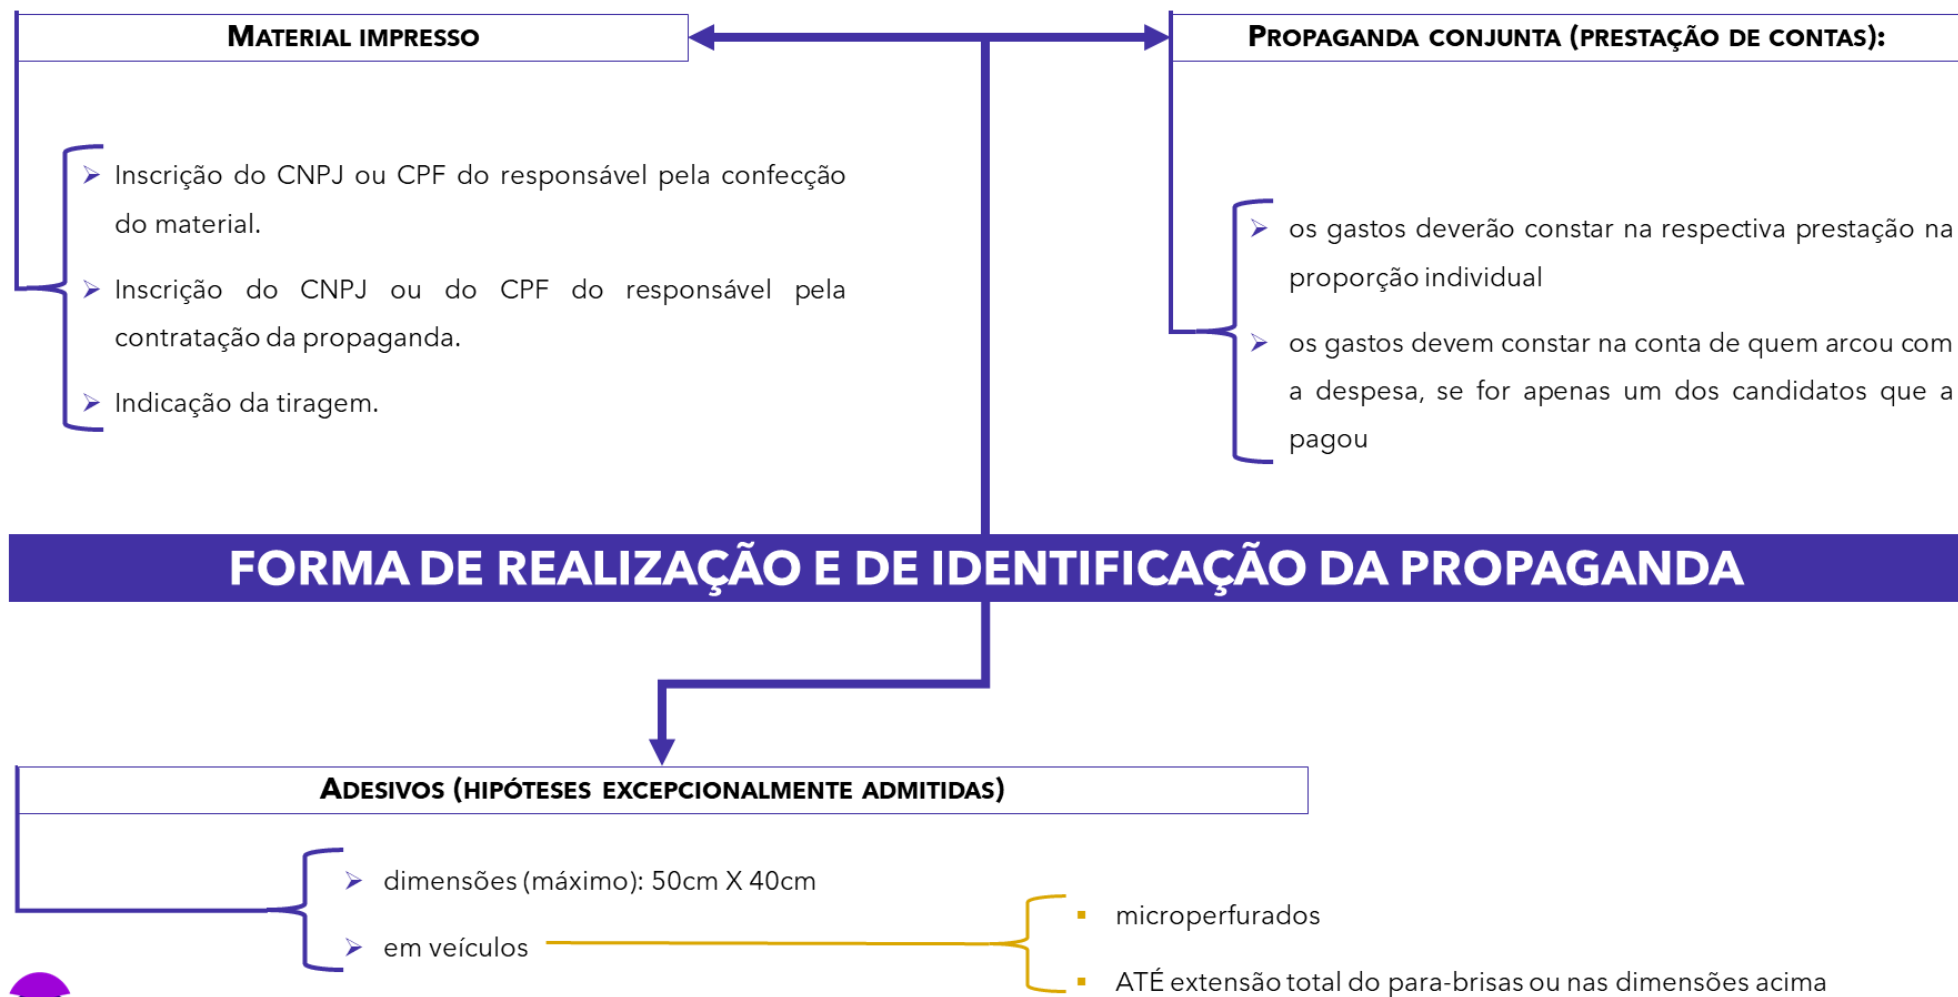 MATERIAL IMPRESSO
➢ Inscrição do CNPJ ou CPF do responsável pela confecção
do material.
➢ Inscrição do CNPJ ou do CPF do responsável pela
contratação da propaganda.
➢ Indicação da tiragem.
PROPAGANDA CONJUNTA (PRESTAÇÃO DE CONTAS):
➢ os gastos deverão constar na respectiva prestação na
proporção individual
➢ os gastos devem constar na conta de quem arcou com
a despesa, se for apenas um dos candidatos que a
pagou
FORMA DE REALIZAÇÃO E DE IDENTIFICAÇÃO DA PROPAGANDA
ADESIVOS (HIPÓTESES EXCEPCIONALMENTE ADMITIDAS)
➢ dimensões (máximo): 50cm X 40cm
➢ em veículos
▪ microperfurados
▪ ATÉ extensão total do para-brisas ou nas dimensões acima